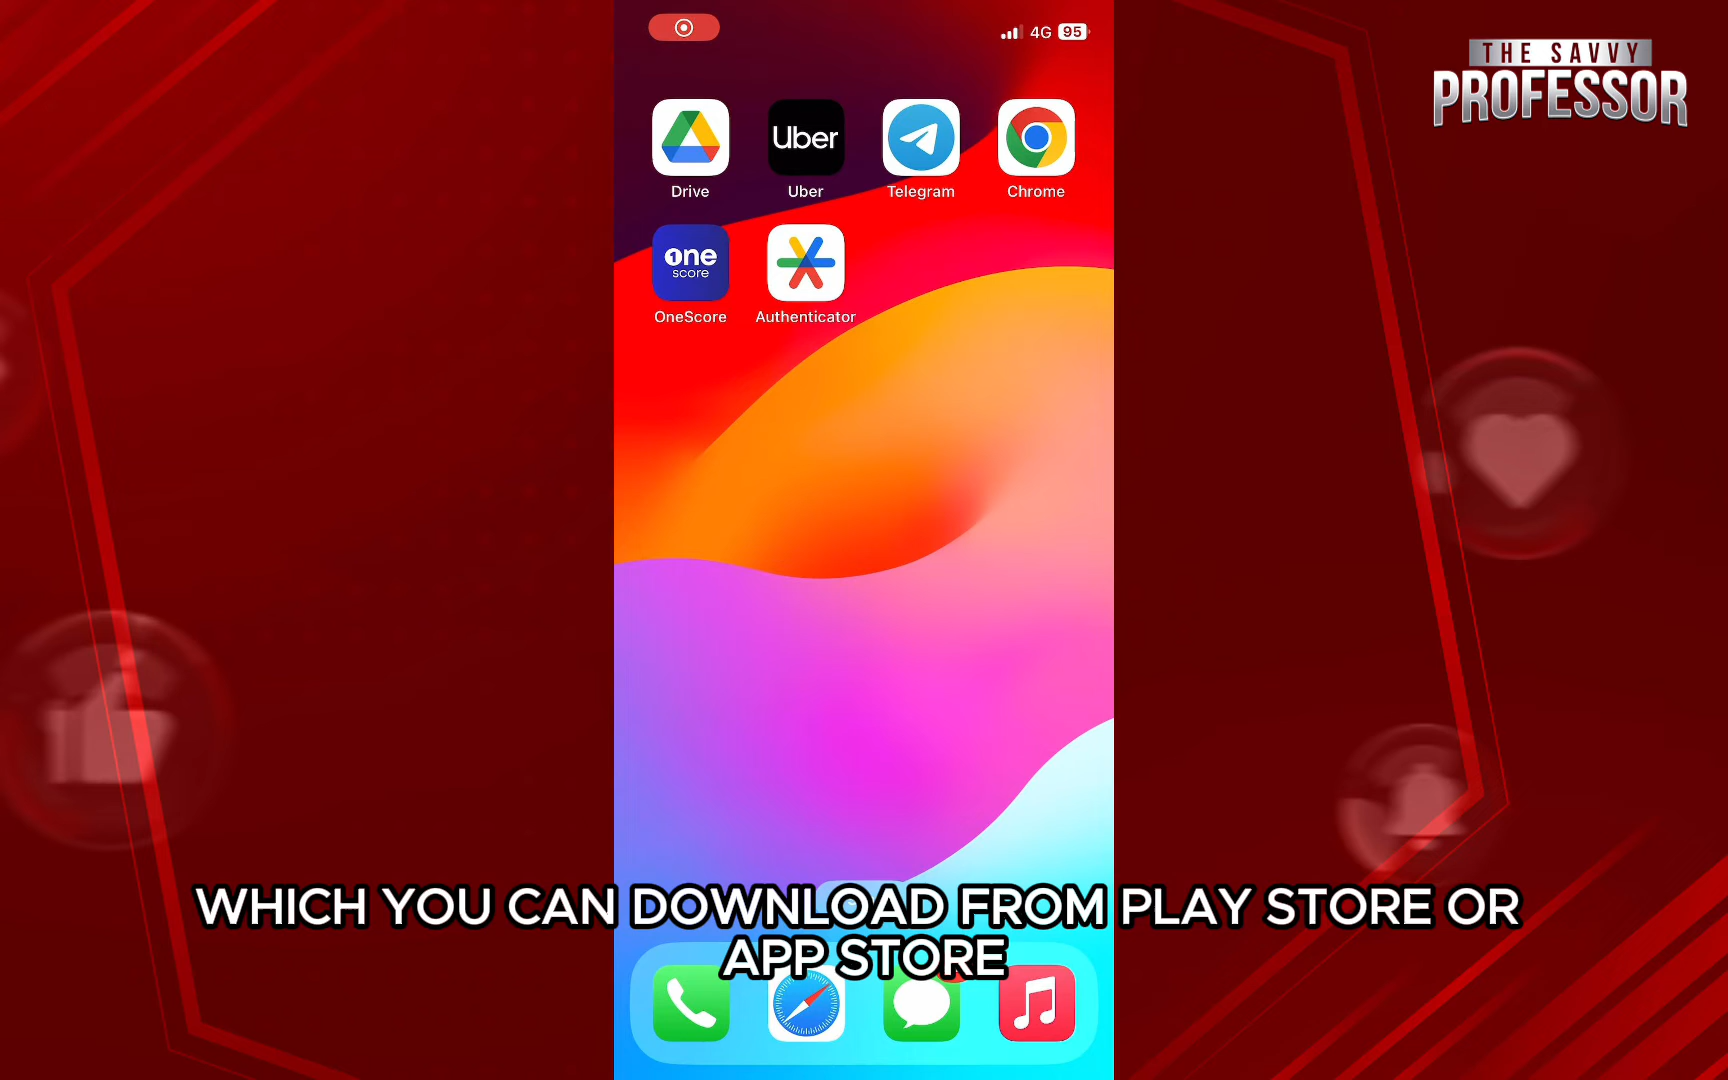 4G 95
THE SAVVY
PROFESSOR
Uber
Drive Uber Telegram Chrome
one
score
OneScore Authenticator
WHICH YOU CAN DOWNLOAD FROM PLAY STORE OR
APP STORE